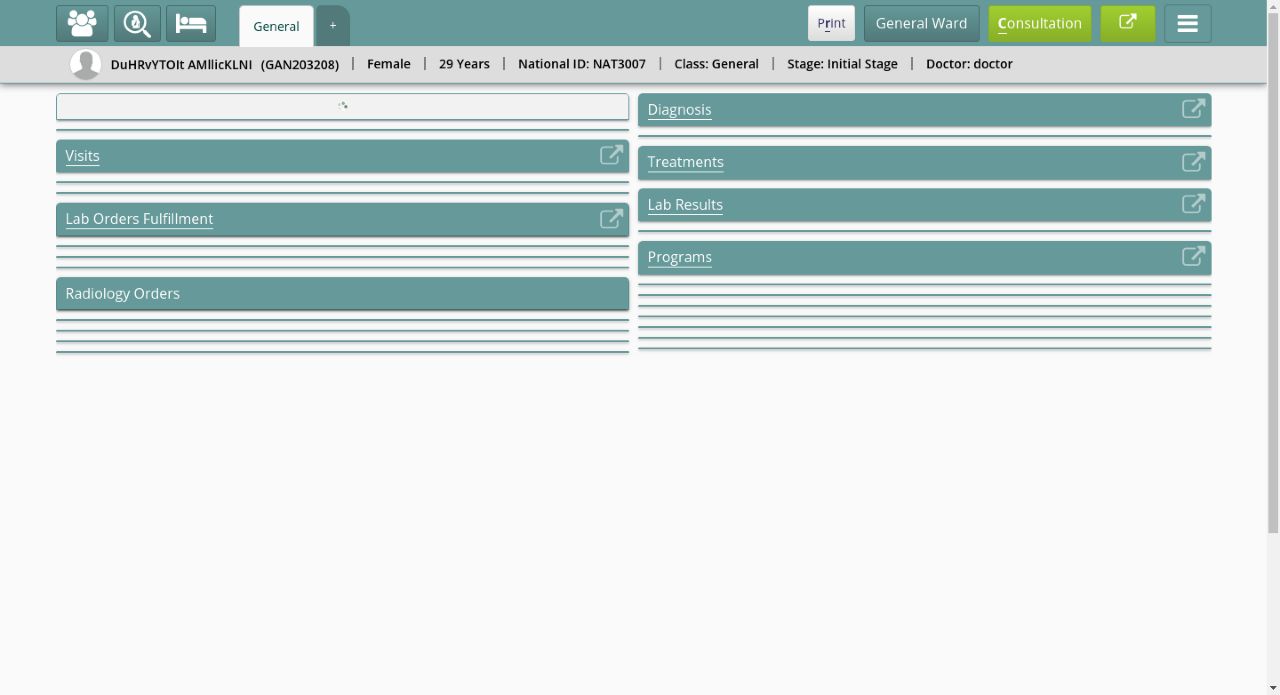 General
+
Print
General Ward
Consultation
DuHRvYTOIt AMIlicKLNI (GAN203208) | Female | 29 Years | National ID: NAT3007 | Class: General | Stage: Initial Stage | Doctor: doctor
Visits
Lab Orders Fulfillment
Radiology Orders
Diagnosis
Treatments
Lab Results
Programs